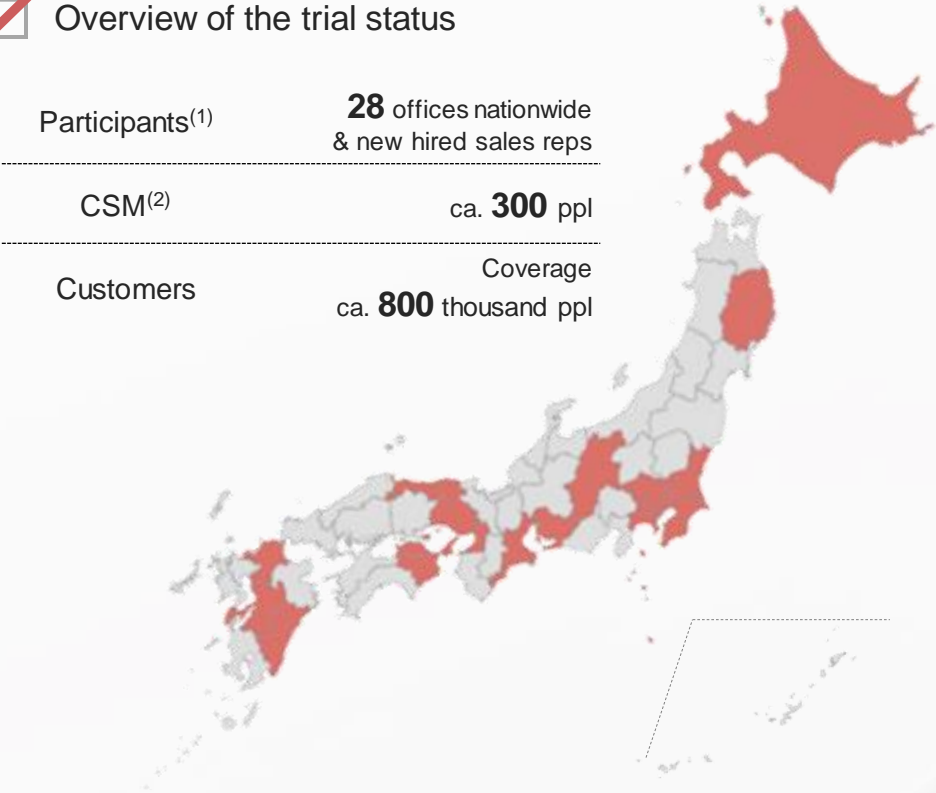 Overview of the trial status
Participants(1)
28 offices nationwide
& new hired sales reps
CSM(2)
ca. 300 ppl
Customers
Coverage
ca. 800 thousand ppl